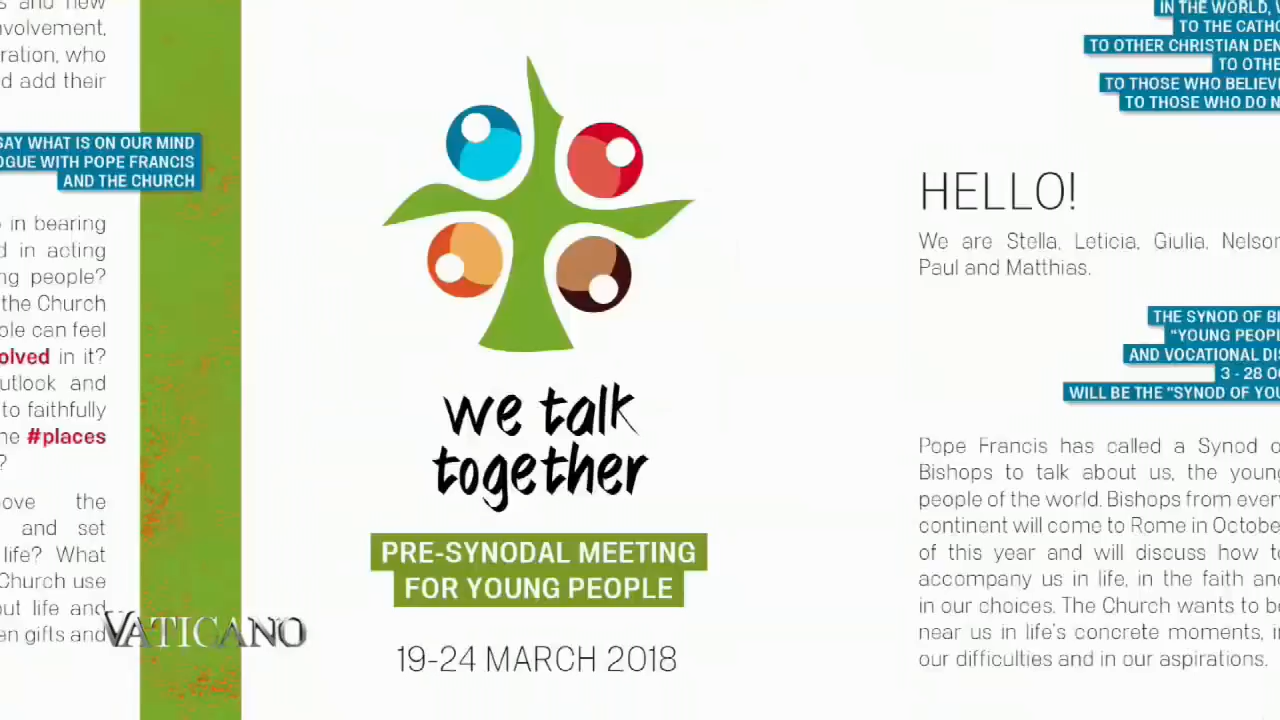 and new
involvement,
ration, who
d add their
SAY WHAT IS ON OUR MIND
OGUE WITH POPE FRANCIS
AND THE CHURCH
in bearing
d in acting
ng people?
the Church
ple can feel
olved in it?
utlook and
to faithfully
he #places
?
ove the
and set
life? What
Church use
out life and
en gifts and
VATICANO
we talk
together
PRE-SYNODAL MEETING
FOR YOUNG PEOPLE
19-24 MARCH 2018
IN THE WORLD, W
TO THE CATHO
TO OTHER CHRISTIAN DEN
TO OTHE
TO THOSE WHO BELIEVE
TO THOSE WHO DO N
HELLO!
We are Stella, Leticia, Giulia, Nelson
Paul and Matthias.
THE SYNOD OF BI
"YOUNG PEOPL
AND VOCATIONAL DIS
3 - 28 OC
WILL BE THE "SYNOD OF YOU
Pope Francis has called a Synod o
Bishops to talk about us, the young
people of the world. Bishops from every
continent will come to Rome in October
of this year and will discuss how to
accompany us in life, in the faith and
in our choices. The Church wants to be
near us in life's concrete moments, in
our difficulties and in our aspirations.